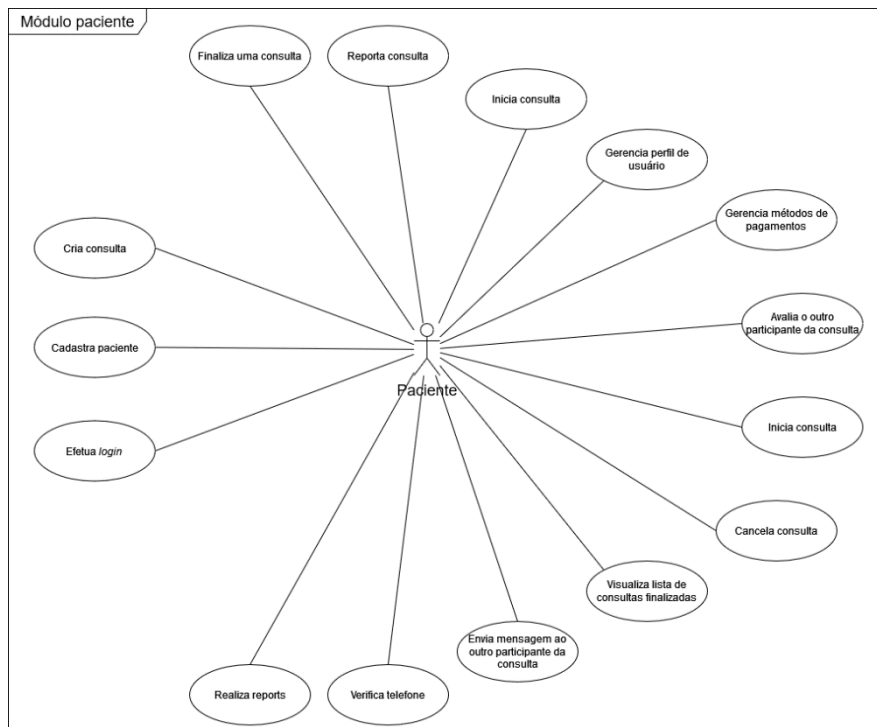 Módulo paciente
Finaliza uma consulta
Reporta consulta
Inicia consulta
Gerencia perfil de
usuário
Gerencia métodos de
pagamentos
Cria consulta
Avalia o outro
participante da consulta
Cadastra paciente
Paciente
Inicia consulta
Efetua login
Cancela consulta
Visualiza lista de
consultas finalizadas
Envia mensagem ao
outro participante da
consulta
Realiza reports
Verifica telefone